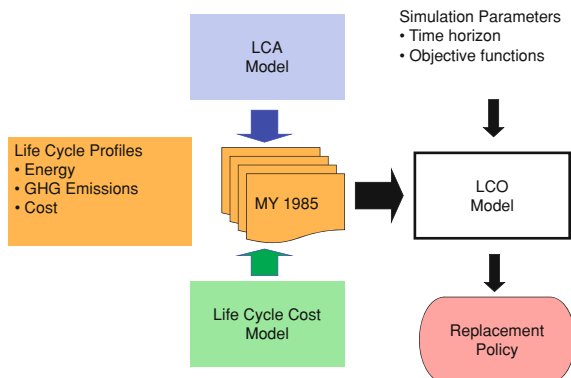 Simulation Parameters
• Time horizon
• Objective functions
LCA
Model
Life Cycle Profiles
• Energy
• GHG Emissions
• Cost
MY 1985
LCO
Model
Life Cycle Cost
Model
Replacement
Policy